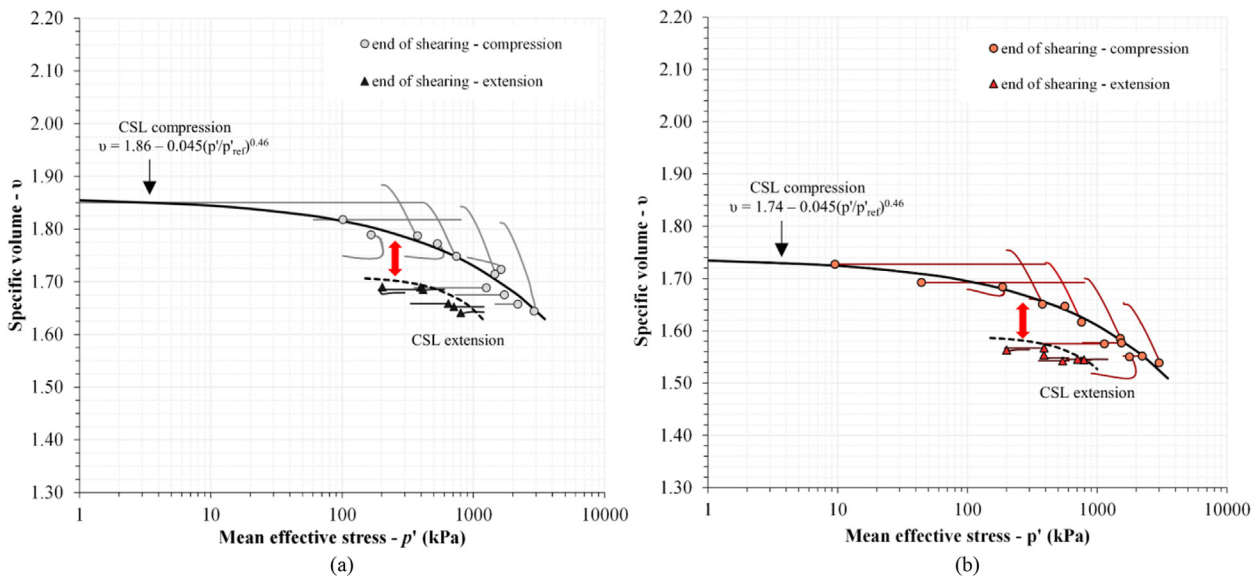 (a)
2.20
2.10
2.00
1.90
1.80
1.70
1.60
1.50
1.40
1.30
Specific volume - υ
end of shearing - compression
end of shearing - extension
CSL compression
υ = 1.86 – 0.045(p'/p'ref)0.46
CSL extension
1
10
100
1000
10000
Mean effective stress - p' (kPa)
(a)
(b)
2.20
2.10
2.00
1.90
1.80
1.70
1.60
1.50
1.40
1.30
Specific volume - υ
end of shearing - compression
end of shearing - extension
CSL compression
υ = 1.74 – 0.045(p'/p'ref)0.46
CSL extension
1
10
100
1000
10000
Mean effective stress - p' (kPa)
(b)